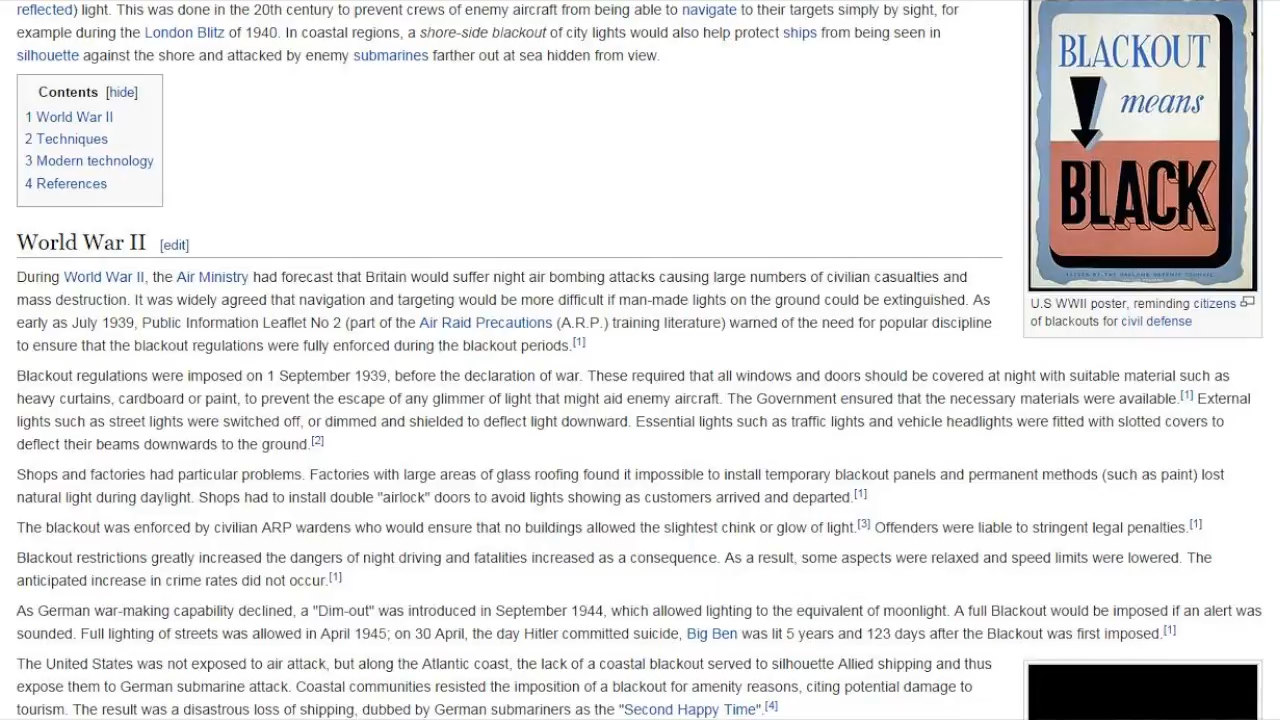 reflected) light. This was done in the 20th century to prevent crews of enemy aircraft from being able to navigate to their targets simply by sight, for
example during the London Blitz of 1940. In coastal regions, a shore-side blackout of city lights would also help protect ships from being seen in
silhouette against the shore and attacked by enemy submarines farther out at sea hidden from view.
Contents [hide]
1 World War II
2 Techniques
3 Modern technology
4 References
BLACKOUT
means
BLACK
U.S WWII poster, reminding citizens
of blackouts for civil defense
World War II [edit]
During World War II, the Air Ministry had forecast that Britain would suffer night air bombing attacks causing large numbers of civilian casualties and
mass destruction. It was widely agreed that navigation and targeting would be more difficult if man-made lights on the ground could be extinguished. As
early as July 1939, Public Information Leaflet No 2 (part of the Air Raid Precautions (A.R.P.) training literature) warned of the need for popular discipline
to ensure that the blackout regulations were fully enforced during the blackout periods.[1]
Blackout regulations were imposed on 1 September 1939, before the declaration of war. These required that all windows and doors should be covered at night with suitable material such as
heavy curtains, cardboard or paint, to prevent the escape of any glimmer of light that might aid enemy aircraft. The Government ensured that the necessary materials were available.[1] External
lights such as street lights were switched off, or dimmed and shielded to deflect light downward. Essential lights such as traffic lights and vehicle headlights were fitted with slotted covers to
deflect their beams downwards to the ground.[2]
Shops and factories had particular problems. Factories with large areas of glass roofing found it impossible to install temporary blackout panels and permanent methods (such as paint) lost
natural light during daylight. Shops had to install double "airlock" doors to avoid lights showing as customers arrived and departed.[1]
The blackout was enforced by civilian ARP wardens who would ensure that no buildings allowed the slightest chink or glow of light.[3] Offenders were liable to stringent legal penalties.[1]
Blackout restrictions greatly increased the dangers of night driving and fatalities increased as a consequence. As a result, some aspects were relaxed and speed limits were lowered. The
anticipated increase in crime rates did not occur.[1]
As German war-making capability declined, a "Dim-out" was introduced in September 1944, which allowed lighting to the equivalent of moonlight. A full Blackout would be imposed if an alert was
sounded. Full lighting of streets was allowed in April 1945; on 30 April, the day Hitler committed suicide, Big Ben was lit 5 years and 123 days after the Blackout was first imposed.[1]
The United States was not exposed to air attack, but along the Atlantic coast, the lack of a coastal blackout served to silhouette Allied shipping and thus
expose them to German submarine attack. Coastal communities resisted the imposition of a blackout for amenity reasons, citing potential damage to
tourism. The result was a disastrous loss of shipping, dubbed by German submariners as the "Second Happy Time".[4]